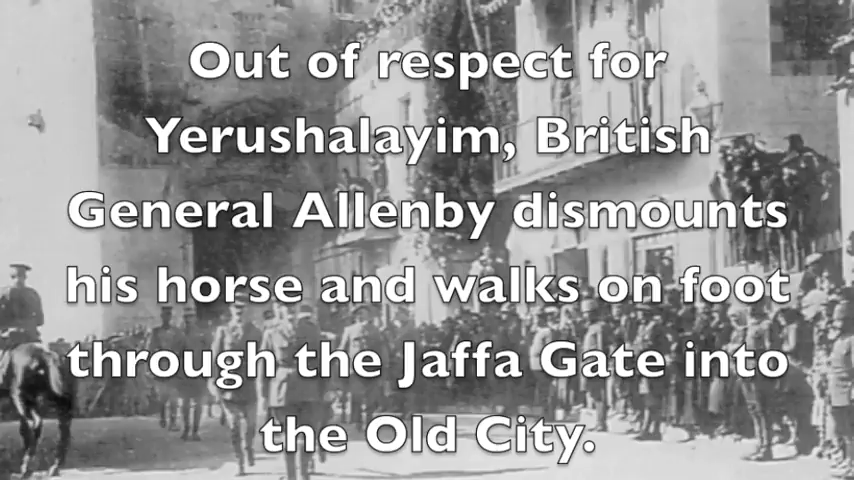 Out of respect for
Yerushalayim, British
General Allenby dismounts
his horse and walks on foot
through the Jaffa Gate into
the Old City.